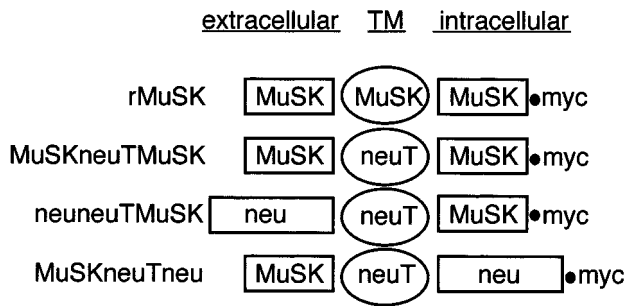 extracellular TM intracellular
rMuSK MuSK MuSK MuSK •myc
MuSKneuTMuSK MuSK neuT MuSK •myc
neuneuTMuSK neu neuT MuSK •myc
MuSKneuTneu MuSK neuT neu •myc